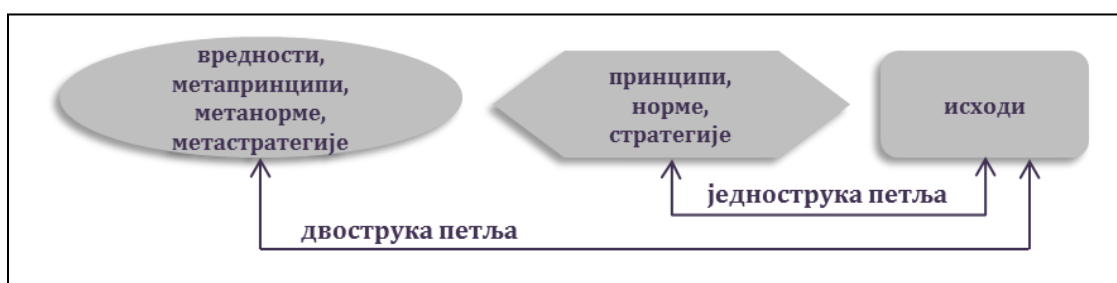 вредности,
метапринципи,
метанорме,
метастратегије
принципи,
норме,
стратегије
исходи
једнострука петља
двострука петља